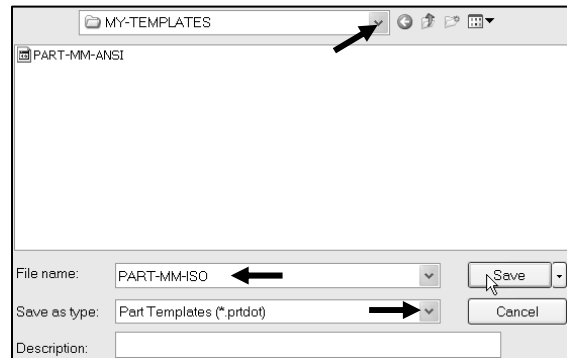 MY-TEMPLATES
PART-MM-ANSI
File name: PART-MM-ISO Save
Save as type: Part Templates (*.prtdot) Cancel
Description: